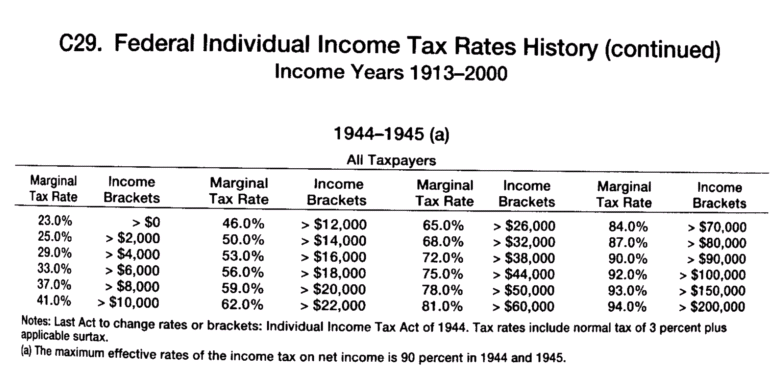 C29. Federal Individual Income Tax Rates History (continued)
Income Years 1913–2000
1944–1945 (a)
All Taxpayers
Marginal Income Marginal Income Marginal Income Marginal Income
Tax Rate Brackets Tax Rate Brackets Tax Rate Brackets Tax Rate Brackets
23.0% > $0 46.0% > $12,000 65.0% > $26,000 84.0% > $70,000
25.0% > $2,000 50.0% > $14,000 68.0% > $32,000 87.0% > $80,000
29.0% > $4,000 53.0% > $16,000 72.0% > $38,000 90.0% > $90,000
33.0% > $6,000 56.0% > $18,000 75.0% > $44,000 92.0% > $100,000
37.0% > $8,000 59.0% > $20,000 78.0% > $50,000 93.0% > $150,000
41.0% > $10,000 62.0% > $22,000 81.0% > $60,000 94.0% > $200,000
Notes: Last Act to change rates or brackets: Individual Income Tax Act of 1944. Tax rates include normal tax of 3 percent plus
applicable surtax.
(a) The maximum effective rates of the income tax on net income is 90 percent in 1944 and 1945.